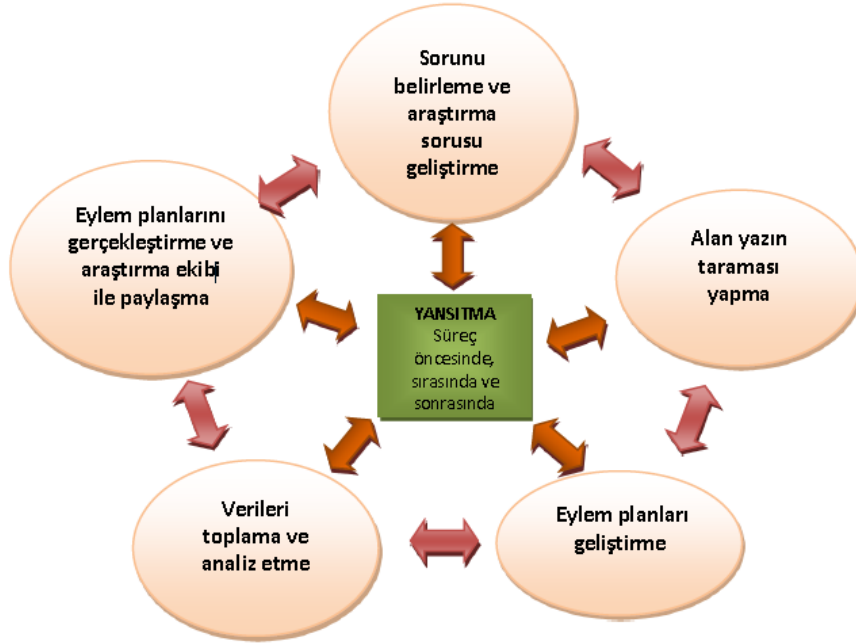 Sorunu
belirleme ve
araştırma
sorusu
geliştirme
Eylem planlarını
gerçekleştirme ve
araştırma ekibi
ile paylaşma
Alan yazın
taraması
yapma
YANSITMA
Süreç
öncesinde,
sırasında ve
sonrasında
Verileri
toplama ve
analiz etme
Eylem planları
geliştirme